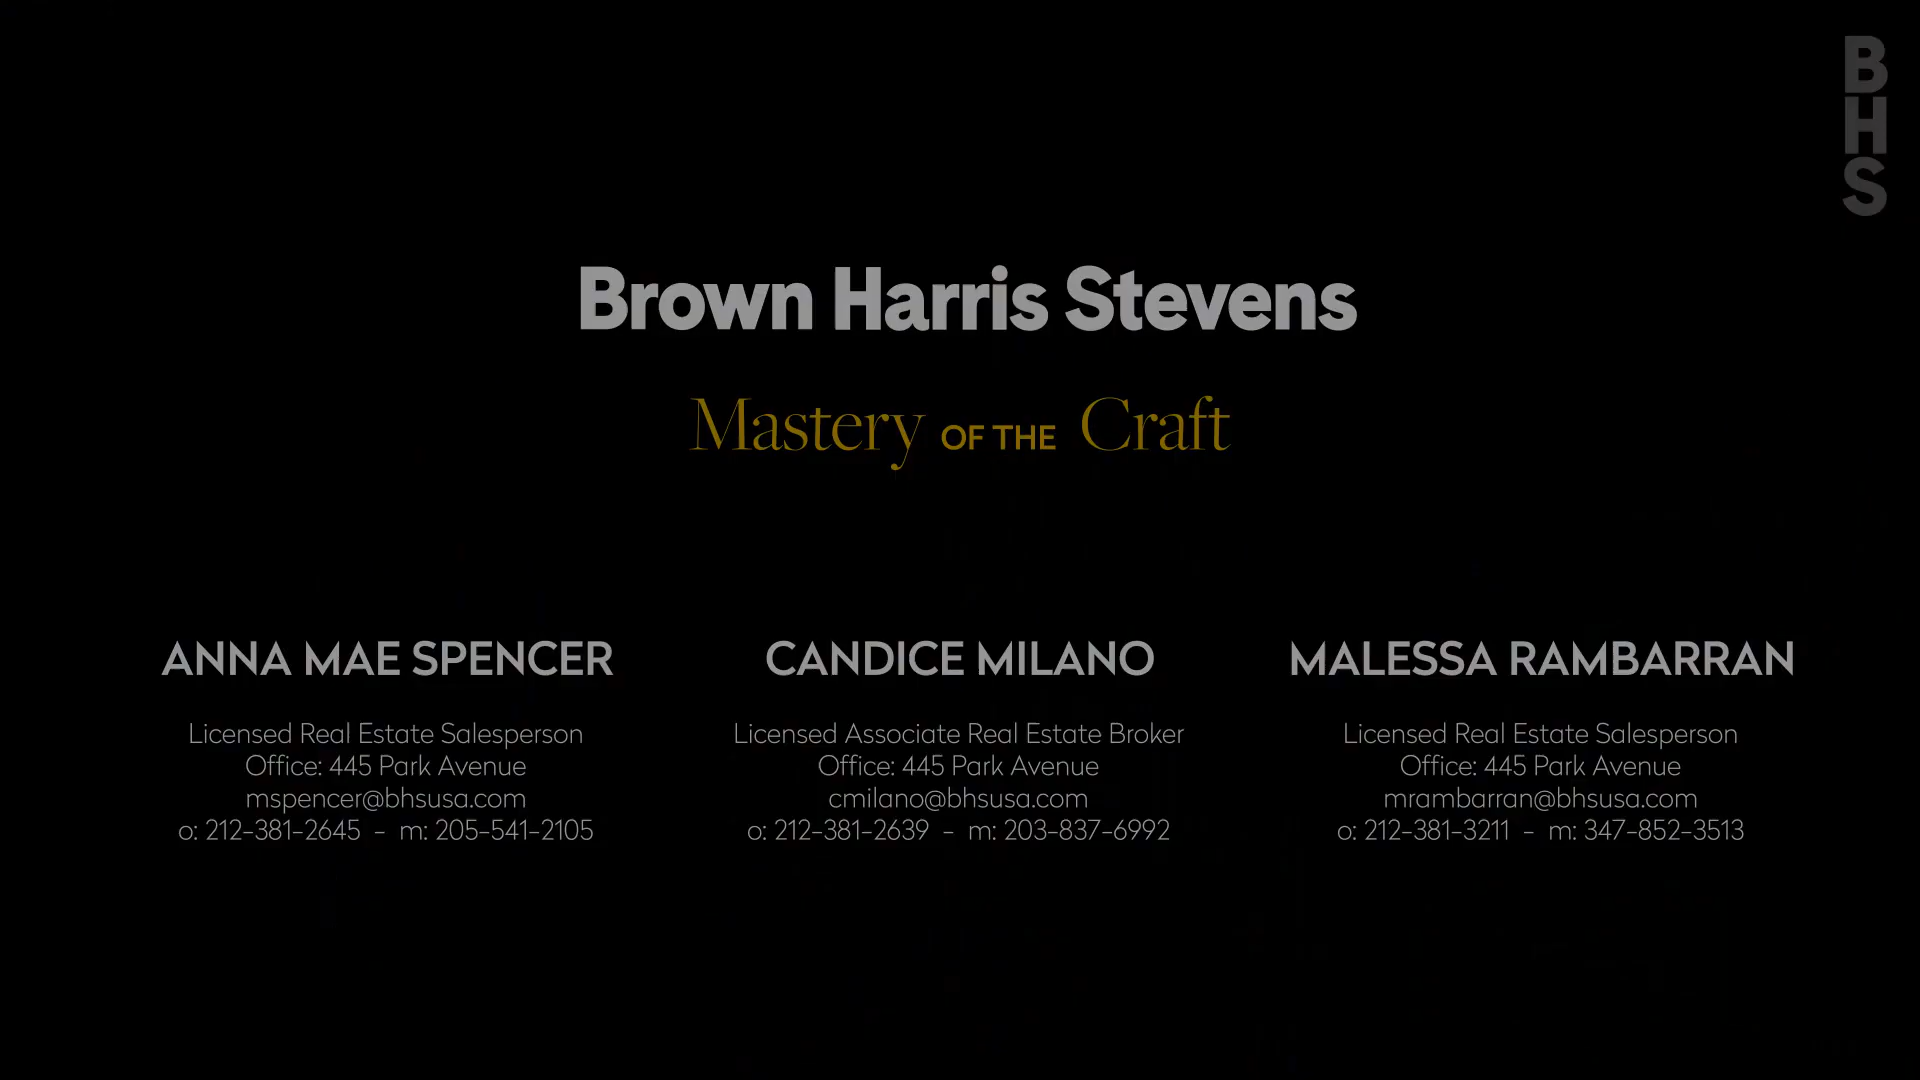 B
H
S
Brown Harris Stevens
Mastery OF THE Craft
ANNA MAE SPENCER
Licensed Real Estate Salesperson
Office: 445 Park Avenue
mspencer@bhsusa.com
o: 212-381-2645 - m: 205-541-2105
CANDICE MILANO
Licensed Associate Real Estate Broker
Office: 445 Park Avenue
cmilano@bhsusa.com
o: 212-381-2639 - m: 203-837-6992
MALESSA RAMBARRAN
Licensed Real Estate Salesperson
Office: 445 Park Avenue
mrambarran@bhsusa.com
o: 212-381-3211 - m: 347-852-3513